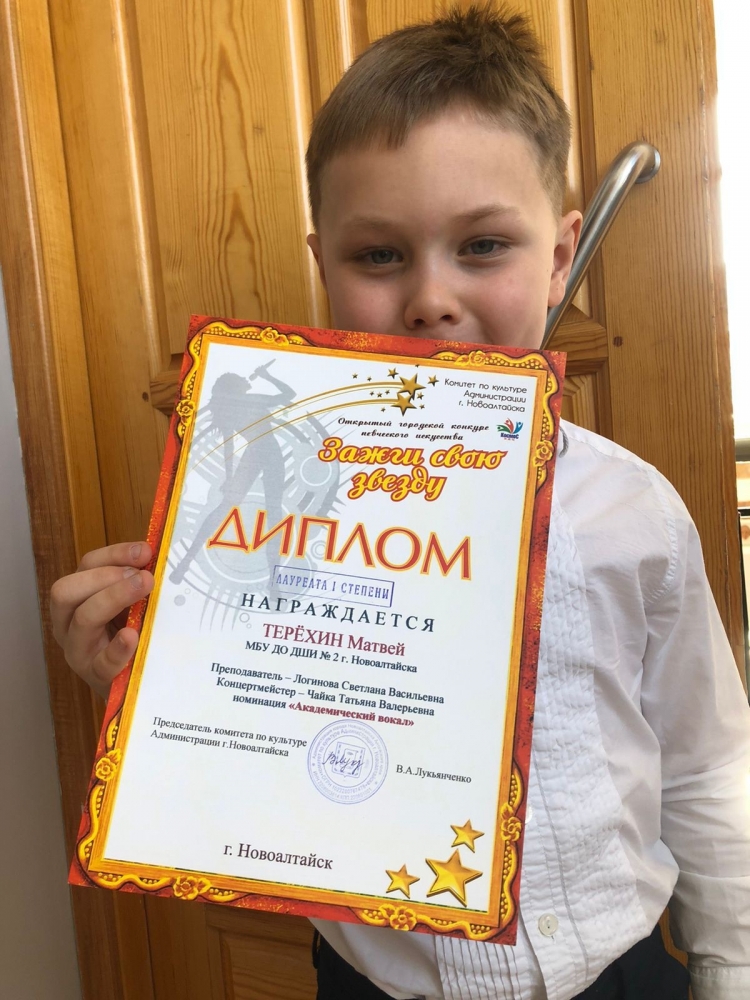 Комитет по культуре
Администрации
г. Новоалтайска
Открытый городской конкурс
певческого искусства
Зажги свою
звезду
ДИПЛОМ
ЛАУРЕАТА I СТЕПЕНИ
НАГРАЖДАЕТСЯ
ТЕРЁХИН Матвей
МБУ ДО ДШИ № 2 г. Новоалтайска
Преподаватель – Логинова Светлана Васильевна
Концертмейстер – Чайка Татьяна Валерьевна
номинация «Академический вокал»
Председатель комитета по культуре
Администрации г.Новоалтайска
В.А.Лукьянченко
г. Новоалтайск